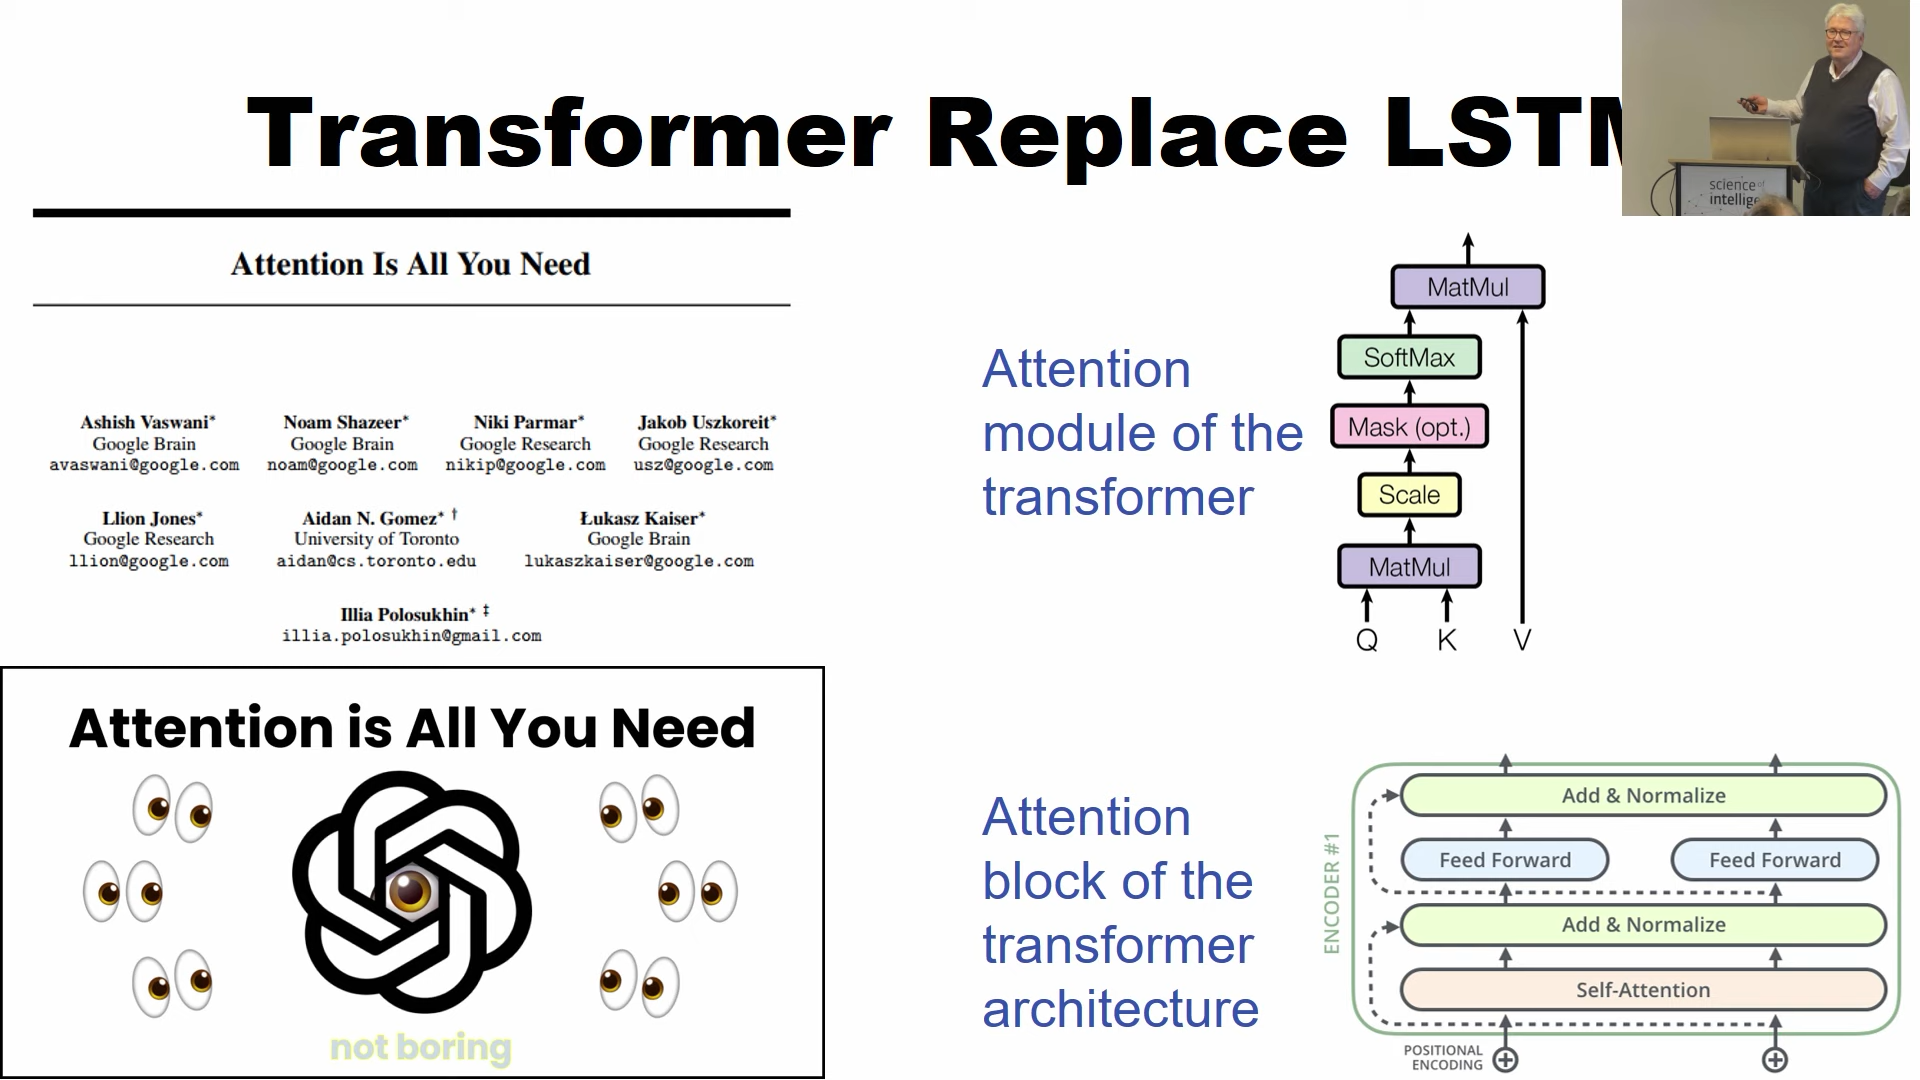 Transformer Replace LSTM
science of
intellige
Attention Is All You Need
Ashish Vaswani* Noam Shazeer* Niki Parmar* Jakob Uszkoreit*
Google Brain Google Brain Google Research Google Research
avaswani@google.com noam@google.com nikip@google.com usz@google.com
Llion Jones* Aidan N. Gomez* † Łukasz Kaiser*
Google Research University of Toronto Google Brain
llion@google.com aidan@cs.toronto.edu lukaszkaiser@google.com
Illia Polosukhin* ‡
illia.polosukhin@gmail.com
Attention
module of the
transformer
MatMul
SoftMax
Mask (opt.)
Scale
MatMul
Q K V
Attention is All You Need
not boring
Attention
block of the
transformer
architecture
ENCODER #1
Add & Normalize
Feed Forward Feed Forward
Add & Normalize
Self-Attention
POSITIONAL
ENCODING